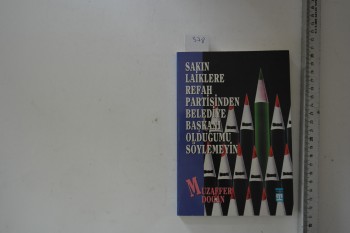 SAKIN
LAİKLERE
REFAH
PARTİSİNDEN
BELEDİYE
BAŞKANI
OLDUĞUMU
SÖYLEMEYİN
MUZAFFER
DOĞAN